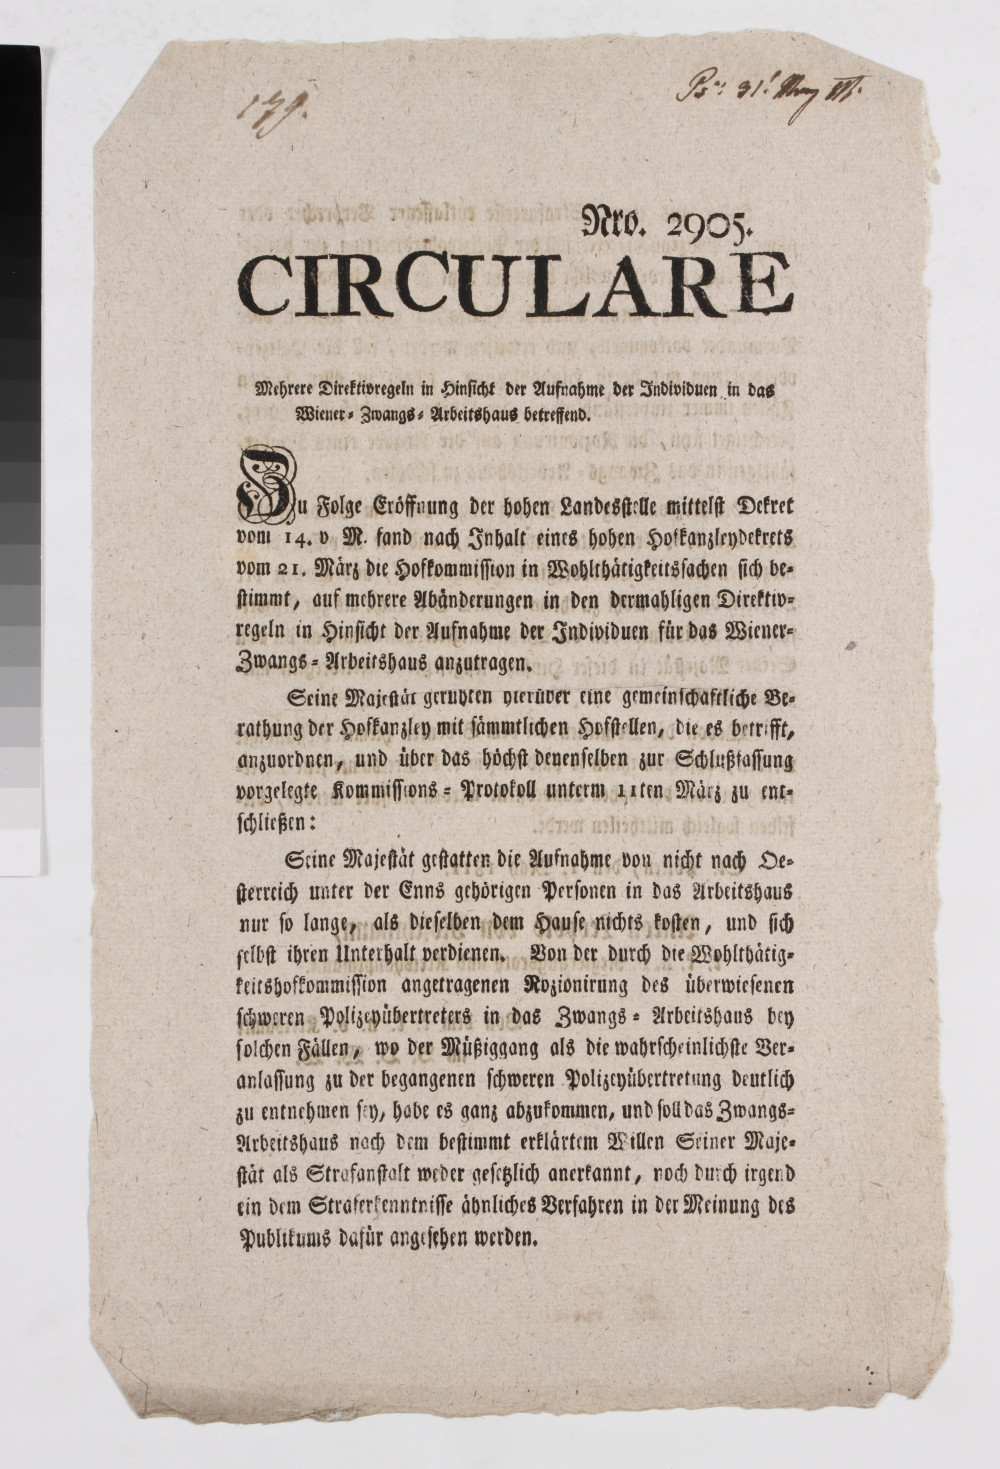 179.
31. May
Nro. 2905.
CIRCULARE
Mehrere Direktivregeln in Hinsicht der Aufnahme der Individuen in das
Wiener-Zwangs-Arbeitshaus betreffend.
Zu Folge Eröffnung der hohen Landesstelle mittelst Dekret
vom 14. v M. fand nach Inhalt eines hohen Hofkanzleydekrets
vom 21. März die Hofkommission in Wohlthätigkeitssachen sich be-
stimmt, auf mehrere Abänderungen in den dermahligen Direktiv-
regeln in Hinsicht der Aufnahme der Individuen für das Wiener-
Zwangs-Arbeitshaus anzutragen.
Seine Majestät geruhten hierüber eine gemeinschaftliche Be-
rathung der Hofkanzley mit sämmtlichen Hofstellen, die es betrifft,
anzuordnen, und über das höchst denenselben zur Schlußfassung
vorgelegte Kommissions-Protokoll unterm 11ten März zu ent-
schließen:
Seine Majestät gestatten die Aufnahme von nicht nach Oe-
sterreich unter der Enns gehörigen Personen in das Arbeitshaus
nur so lange, als dieselben dem Hause nichts kosten, und sich
selbst ihren Unterhalt verdienen. Von der durch die Wohlthätig-
keitshofkommission angetragenen Nozionirung des überwiesenen
schweren Polizeyübertreters in das Zwangs-Arbeitshaus bey
solchen Fällen, wo der Müßiggang als die wahrscheinlichste Ver-
anlassung zu der begangenen schweren Polizeyübertretung deutlich
zu entnehmen sey, habe es ganz abzukommen, und soll das Zwangs-
Arbeitshaus nach dem bestimmt erklärtem Willen Seiner Maje-
stät als Strafanstalt weder gesetzlich anerkannt, noch durch irgend
ein dem Straferkenntnisse ähnliches Verfahren in der Meinung des
Publikums dafür angesehen werden.